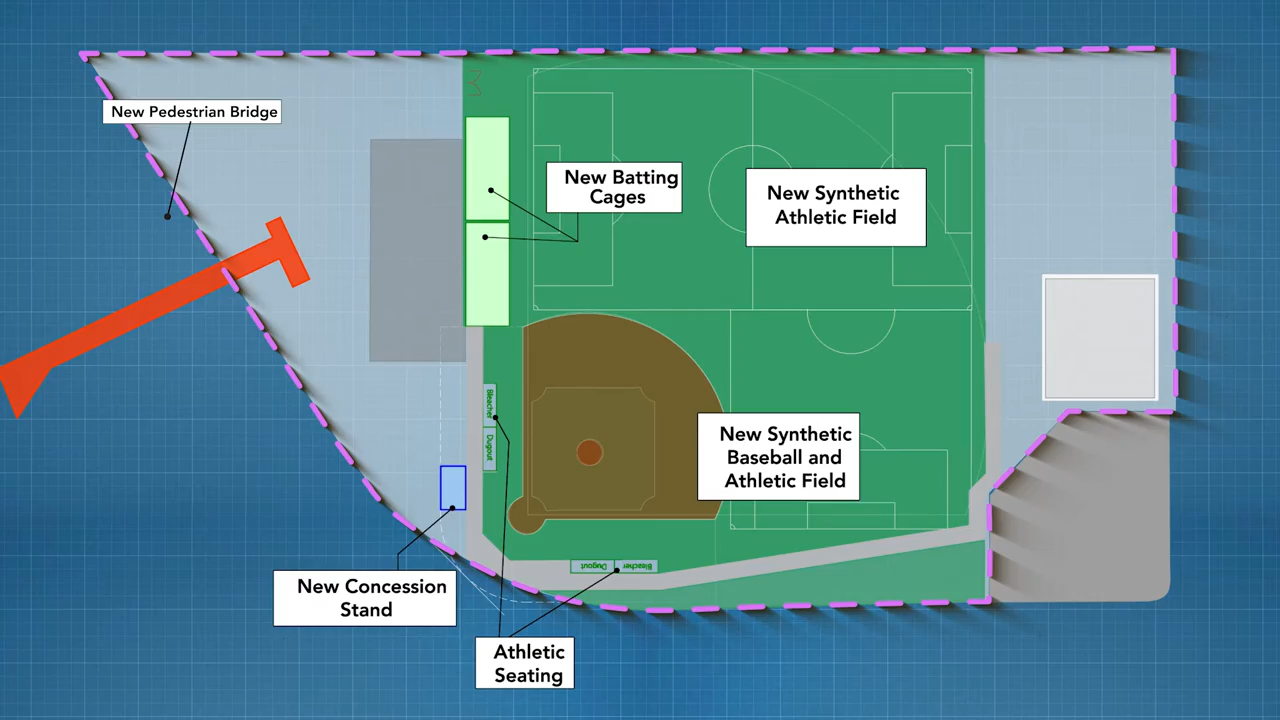 New Pedestrian Bridge
New Batting
Cages
New Synthetic
Athletic Field
Bleacher
Dugout
New Synthetic
Baseball and
Athletic Field
Dugout
Bleacher
New Concession
Stand
Athletic
Seating